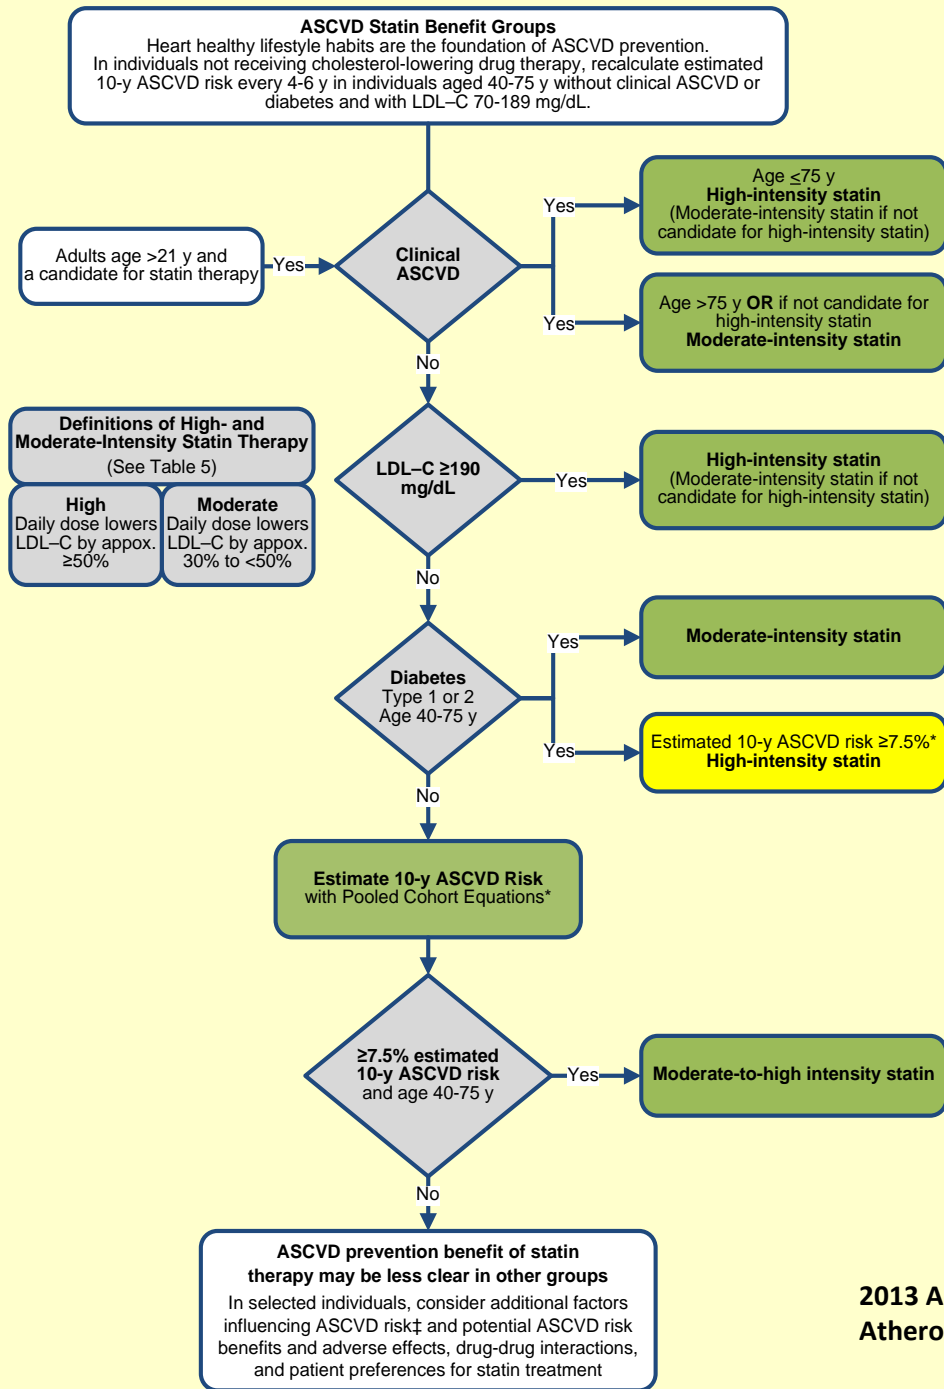 ASCVD Statin Benefit Groups
Heart healthy lifestyle habits are the foundation of ASCVD prevention.
In individuals not receiving cholesterol-lowering drug therapy, recalculate estimated
10-y ASCVD risk every 4-6 y in individuals aged 40-75 y without clinical ASCVD or
diabetes and with LDL–C 70-189 mg/dL.
Adults age >21 y and
a candidate for statin therapy
Yes
Clinical
ASCVD
Yes
Age ≤75 y
High-intensity statin
(Moderate-intensity statin if not
candidate for high-intensity statin)
Yes
Age >75 y OR if not candidate for
high-intensity statin
Moderate-intensity statin
No
Definitions of High- and
Moderate-Intensity Statin Therapy
(See Table 5)
High
Daily dose lowers
LDL–C by appox.
≥50%
Moderate
Daily dose lowers
LDL–C by appox.
30% to <50%
LDL–C ≥190
mg/dL
Yes
High-intensity statin
(Moderate-intensity statin if not
candidate for high-intensity statin)
No
Diabetes
Type 1 or 2
Age 40-75 y
Yes
Moderate-intensity statin
Yes
Estimated 10-y ASCVD risk ≥7.5%*
High-intensity statin
No
Estimate 10-y ASCVD Risk
with Pooled Cohort Equations*
≥7.5% estimated
10-y ASCVD risk
and age 40-75 y
Yes
Moderate-to-high intensity statin
No
ASCVD prevention benefit of statin
therapy may be less clear in other groups
In selected individuals, consider additional factors
influencing ASCVD risk‡ and potential ASCVD risk
benefits and adverse effects, drug-drug interactions,
and patient preferences for statin treatment
2013 A
Athero